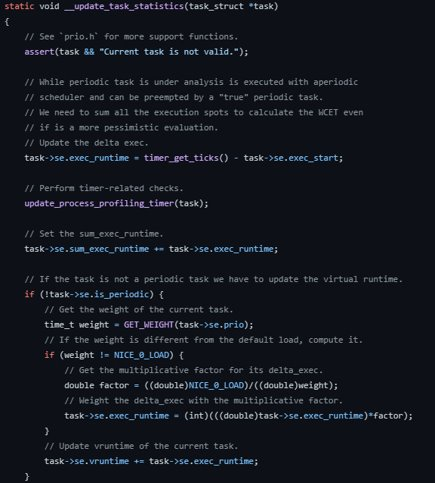 static void __update_task_statistics(task_struct *task)
{
    // See `prio.h` for more support functions.
    assert(task && "Current task is not valid.");

    // While periodic task is under analysis is executed with aperiodic
    // scheduler and can be preempted by a "true" periodic task.
    // We need to sum all the execution spots to calculate the WCET even
    // if is a more pessimistic evaluation.
    // Update the delta exec.
    task->se.exec_runtime = timer_get_ticks() - task->se.exec_start;

    // Perform timer-related checks.
    update_process_profiling_timer(task);

    // Set the sum_exec_runtime.
    task->se.sum_exec_runtime += task->se.exec_runtime;

    // If the task is not a periodic task we have to update the virtual runtime.
    if (!task->se.is_periodic) {
        // Get the weight of the current task.
        time_t weight = GET_WEIGHT(task->se.prio);
        // If the weight is different from the default load, compute it.
        if (weight != NICE_0_LOAD) {
            // Get the multiplicative factor for its delta_exec.
            double factor = ((double)NICE_0_LOAD)/((double)weight);
            // Weight the delta_exec with the multiplicative factor.
            task->se.exec_runtime = (int)(((double)task->se.exec_runtime)*factor);
        }
        // Update vruntime of the current task.
        task->se.vruntime += task->se.exec_runtime;
    }